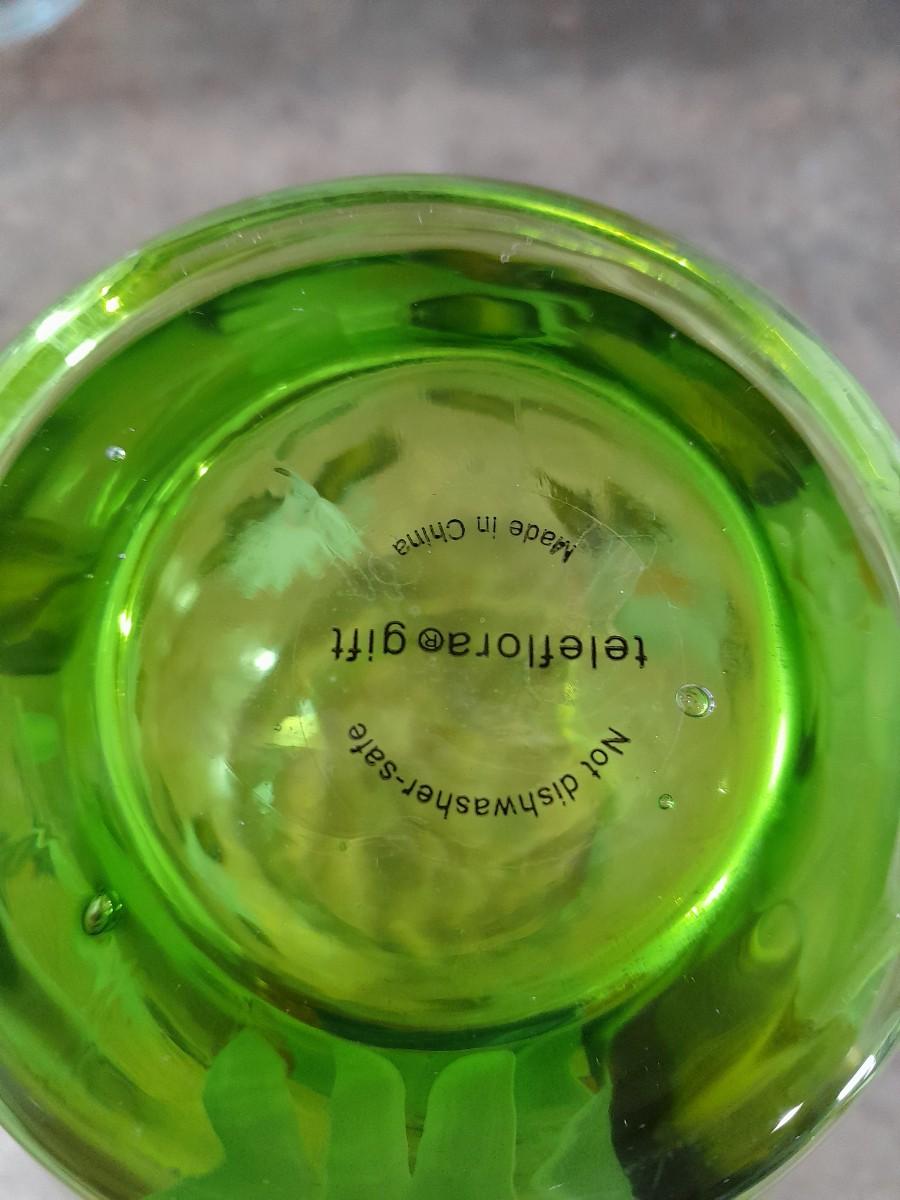 Not dishwasher-safe
teleflora® gift
Made in China